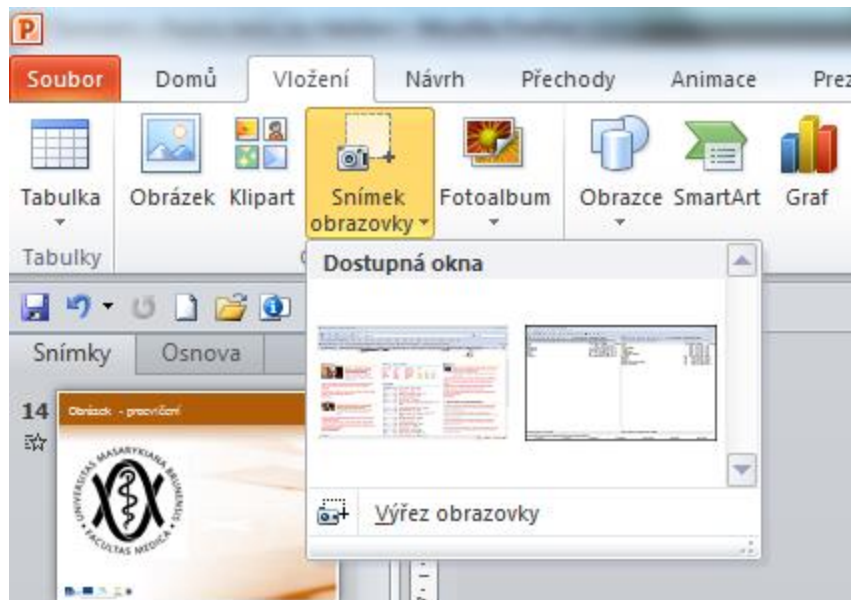 P
Soubor Domů Vložení Návrh Přechody Animace Prez
Tabulka Obrázek Klipart Snímek obrazovky Fotoalbum Obrazce SmartArt Graf
Tabulky
Dostupná okna
Snímky Osnova
14 Obrázek - procvičení
UNIVERSITAS MASARYKIANA BRUNENSIS
FACULTAS MEDICA
Výřez obrazovky